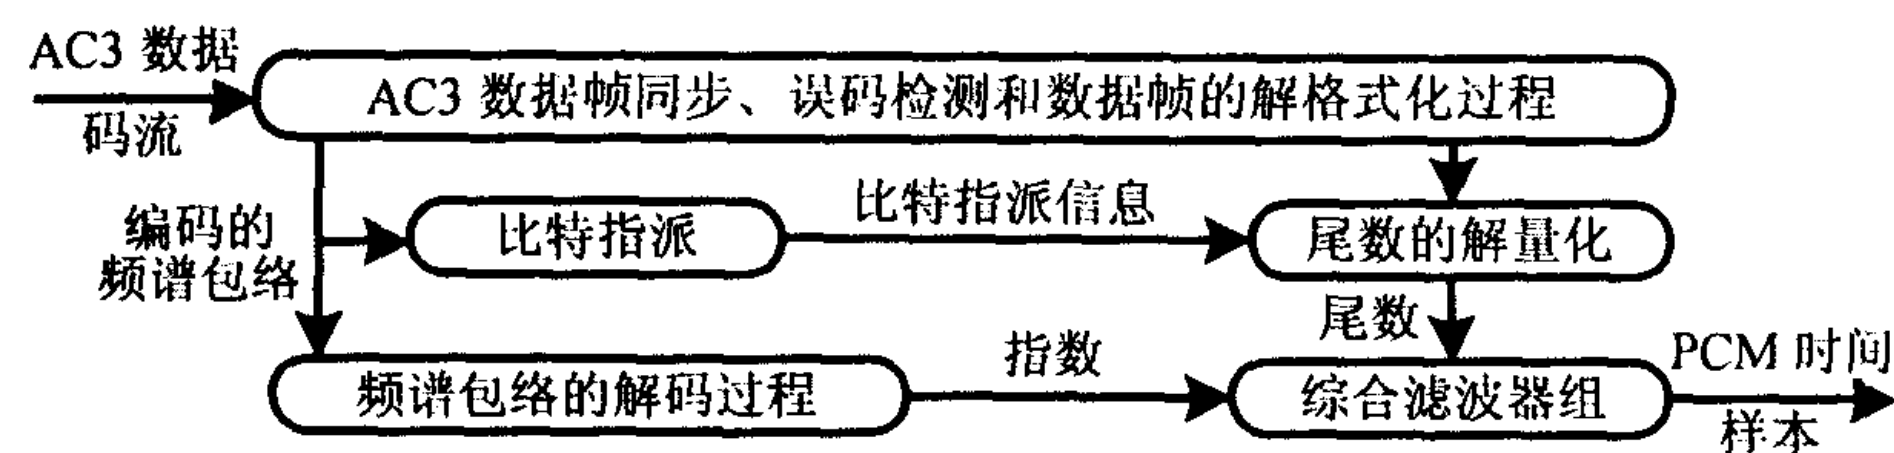 AC3 数据
码流
AC3 数据帧同步、误码检测和数据帧的解格式化过程
编码的
频谱包络
比特指派
比特指派信息
尾数的解量化
尾数
频谱包络的解码过程
指数
综合滤波器组
PCM 时间
样本